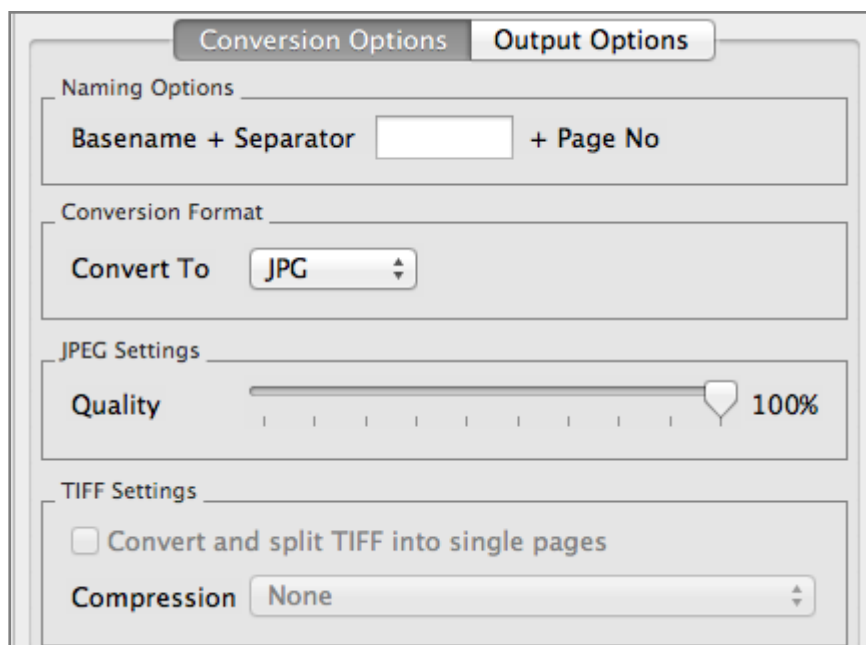 Conversion Options Output Options
Naming Options
Basename + Separator + Page No
Conversion Format
Convert To JPG
JPEG Settings
Quality 100%
TIFF Settings
Convert and split TIFF into single pages
Compression None